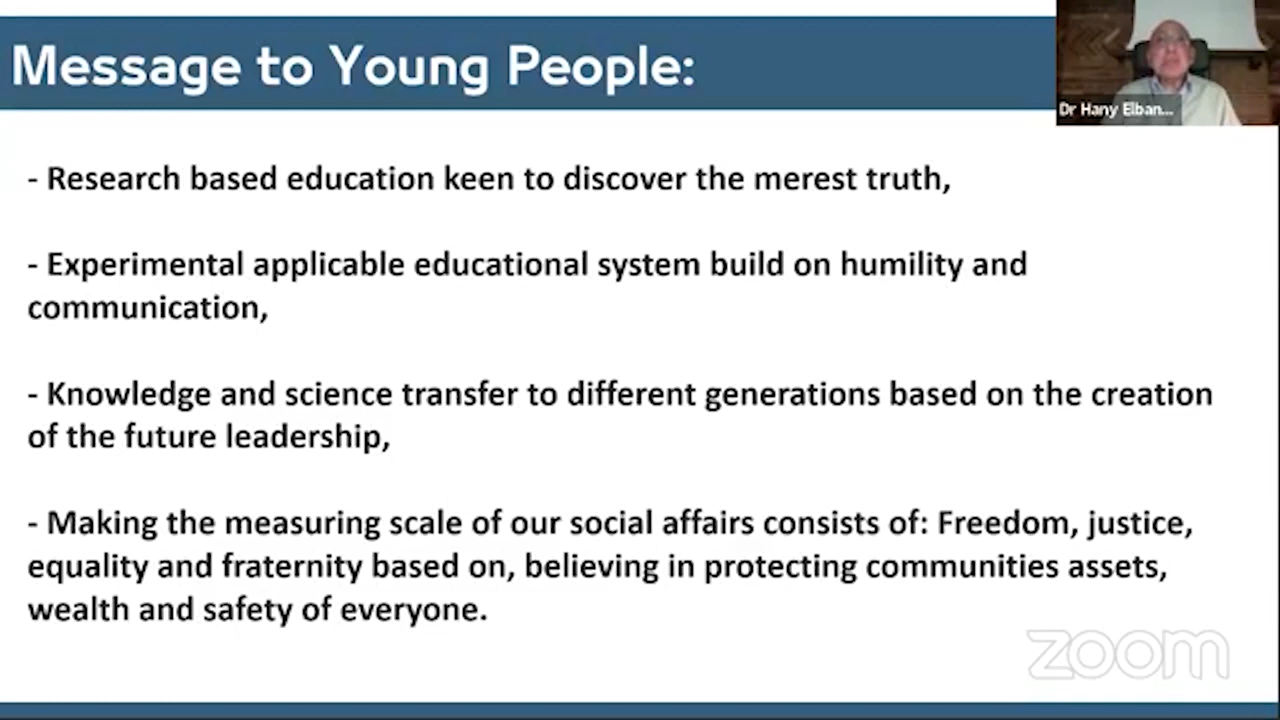 Message to Young People:
Dr Hany Elban...
- Research based education keen to discover the merest truth,
- Experimental applicable educational system build on humility and
communication,
- Knowledge and science transfer to different generations based on the creation
of the future leadership,
- Making the measuring scale of our social affairs consists of: Freedom, justice,
equality and fraternity based on, believing in protecting communities assets,
wealth and safety of everyone.
zoom